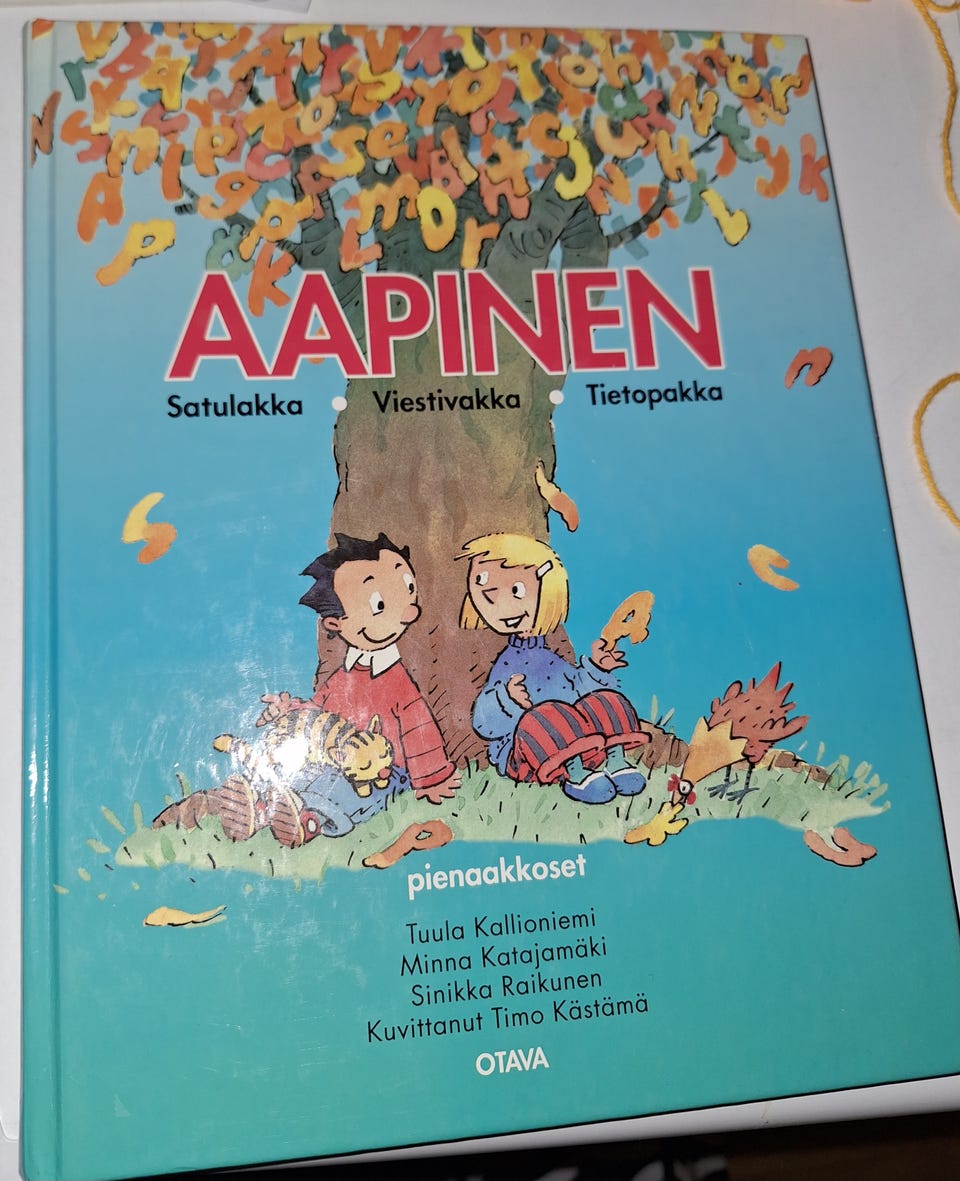 AAPINEN
Satulakka • Viestivakka • Tietopakka
pienaakkoset
Tuula Kallioniemi
Minna Katajamäki
Sinikka Raikunen
Kuvittanut Timo Kästämä
OTAVA